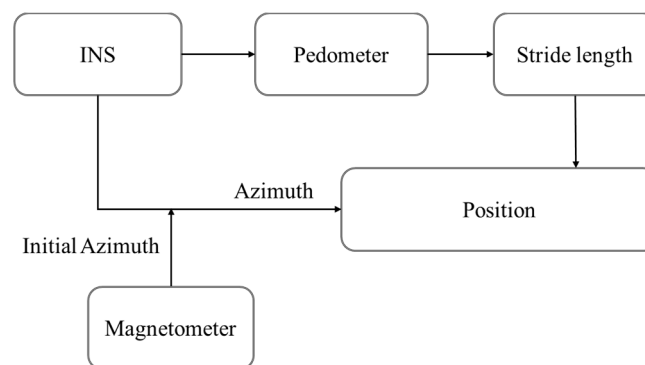 INS
Pedometer
Stride length
Azimuth
Position
Initial Azimuth
Magnetometer